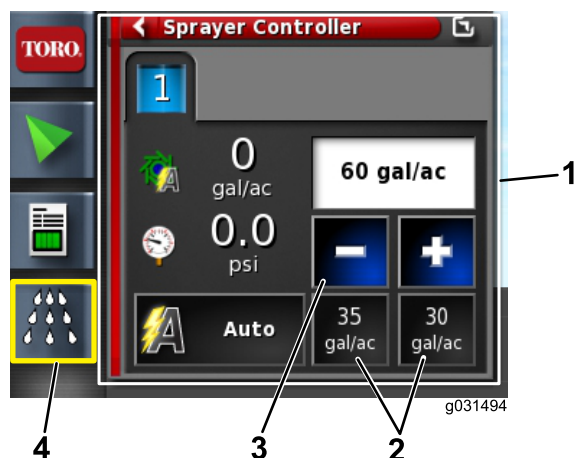 TORO.
Sprayer Controller
1
0
gal/ac
60 gal/ac
0.0
psi
A Auto
35
gal/ac
30
gal/ac
1
g031494
4
3
2